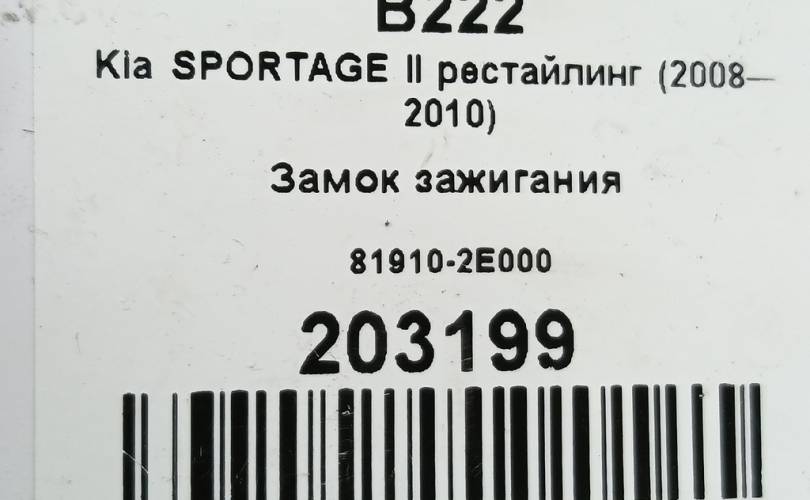 B222
Kia SPORTAGE II рестайлинг (2008—
2010)
Замок зажигания
81910-2E000
203199